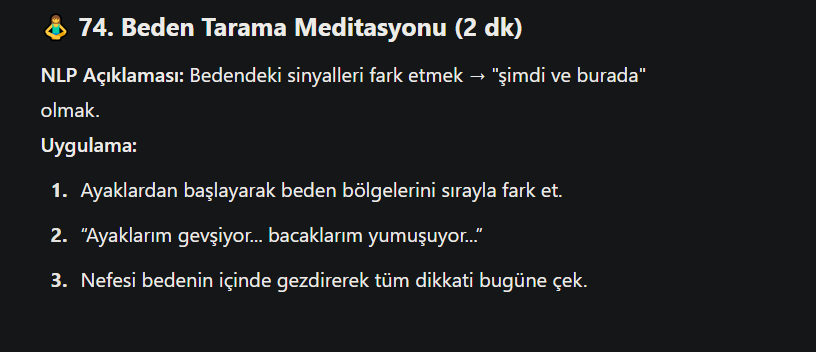 🧘 74. Beden Tarama Meditasyonu (2 dk)
NLP Açıklaması: Bedendeki sinyalleri fark etmek → "şimdi ve burada"
olmak.
Uygulama:
1. Ayaklardan başlayarak beden bölgelerini sırayla fark et.
2. “Ayaklarım gevşiyor... bacaklarım yumuşuyor...”
3. Nefesi bedenin içinde gezdirerek tüm dikkati bugüne çek.